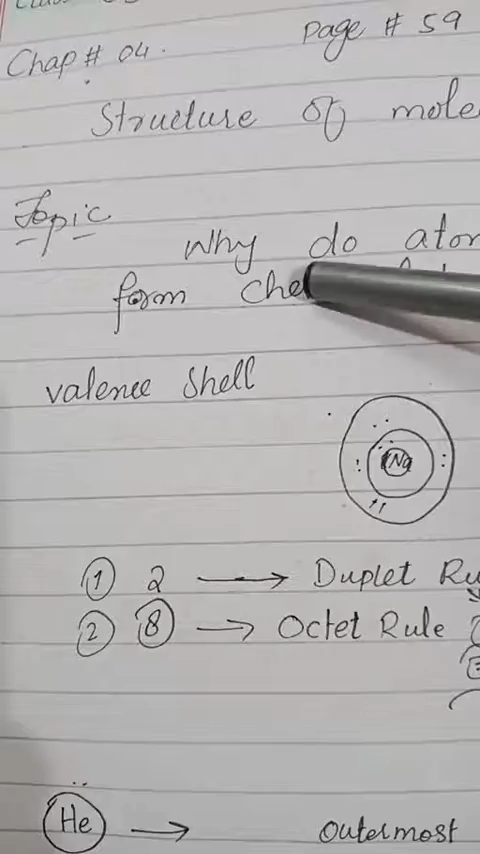 Page # 59
Chap # 04.
Structure of mole
Topic
Why do ator
form Che
valence Shell
Na
① 2 → Duplet Ru
② ⑧ → Octet Rule
He → outermost